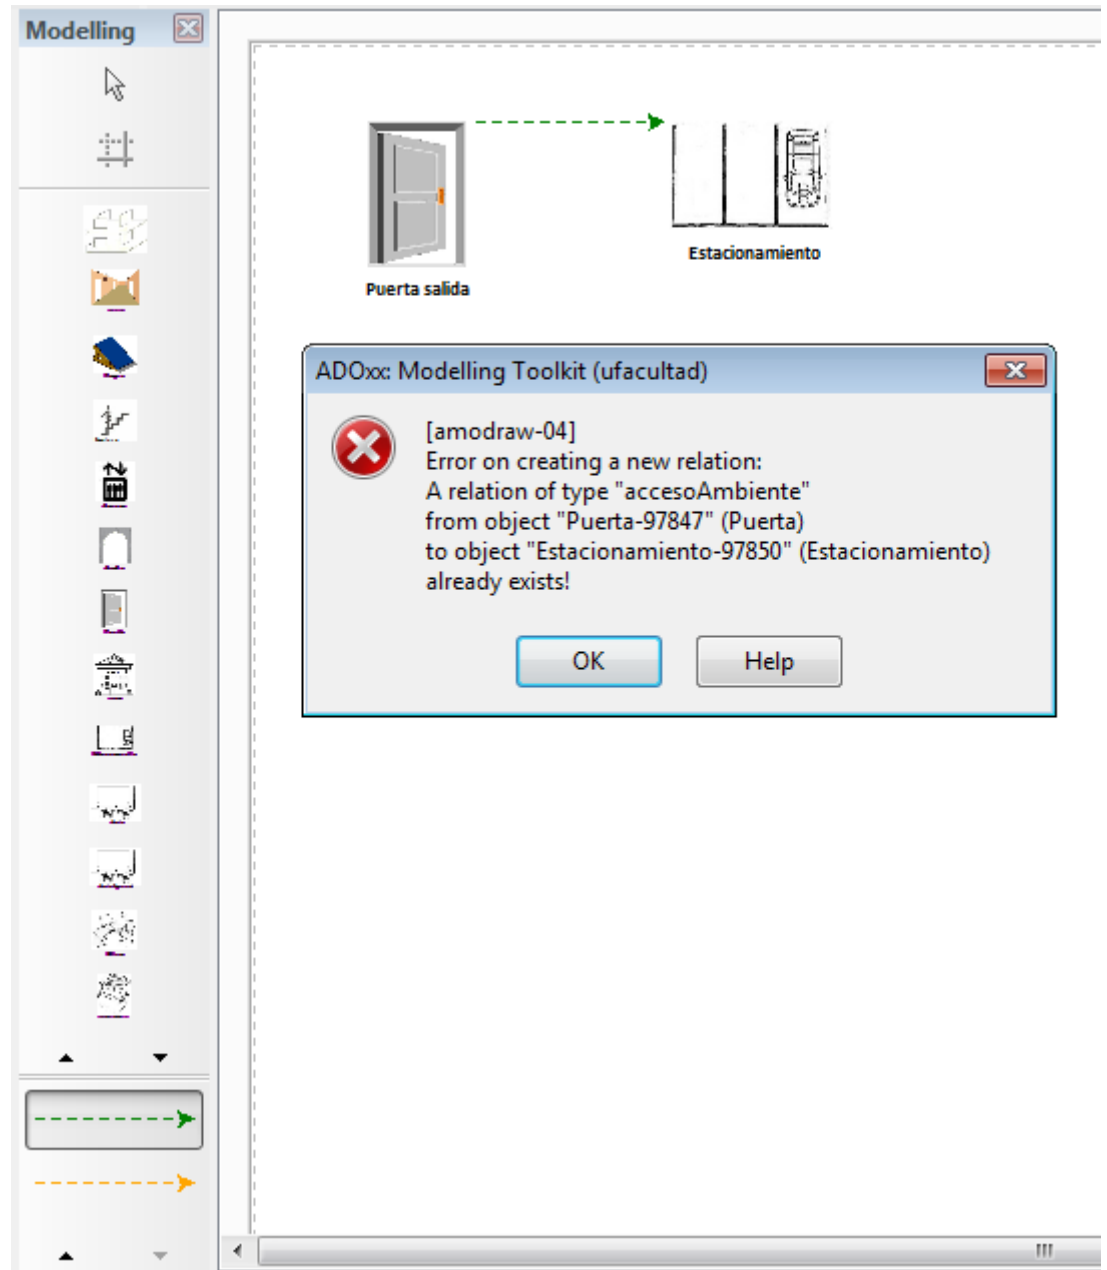 Modelling
Estacionamiento
Puerta salida
ADOxx: Modelling Toolkit (ufacultad)
[amodraw-04]
Error on creating a new relation:
A relation of type "accesoAmbiente"
from object "Puerta-97847" (Puerta)
to object "Estacionamiento-97850" (Estacionamiento)
already exists!
OK
Help